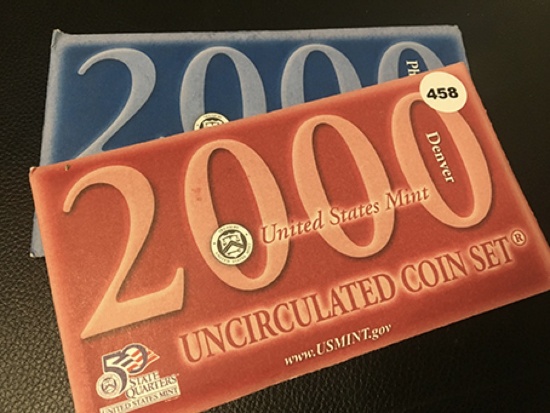 2000
Ph
458
2000
Denver
United States Mint
UNCIRCULATED COIN SET®
www.USMINT.gov
50
STATE
QUARTERS
UNITED STATES MINT